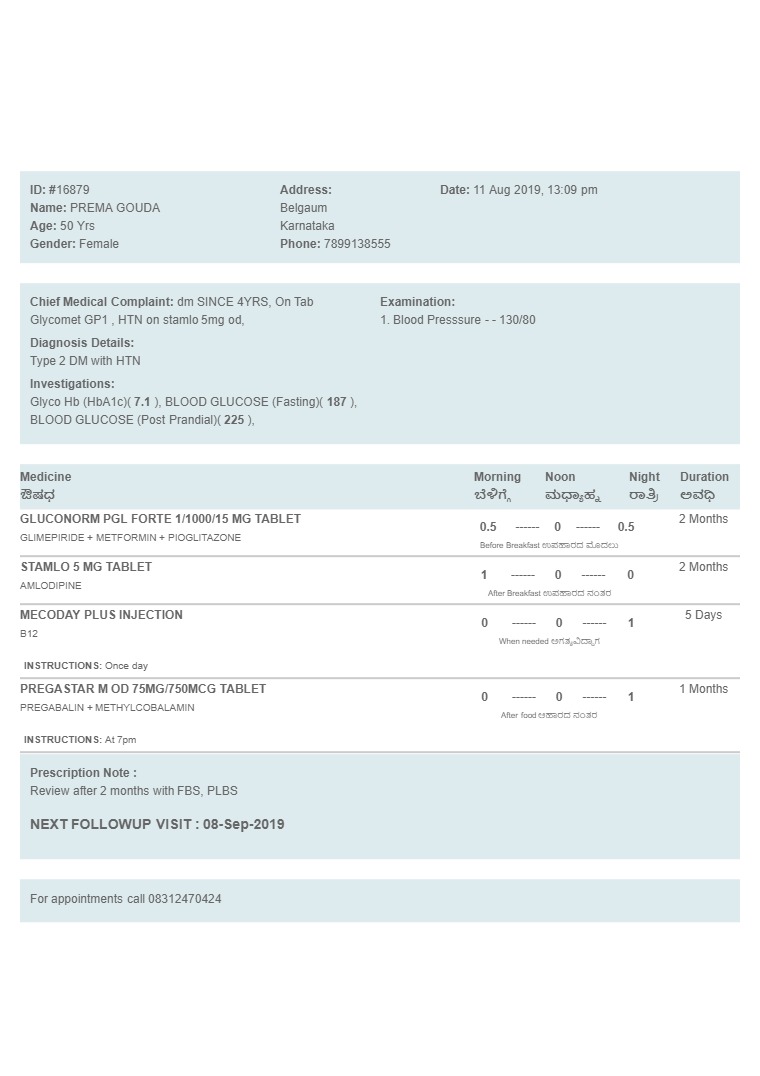 ID: #16879
Name: PREMA GOUDA
Age: 50 Yrs
Gender: Female
Address:
Belgaum
Karnataka
Phone: 7899138555
Date: 11 Aug 2019, 13:09 pm
Chief Medical Complaint: dm SINCE 4YRS, On Tab
Glycomet GP1 , HTN on stamlo 5mg od,
Diagnosis Details:
Type 2 DM with HTN
Investigations:
Glyco Hb (HbA1c)( 7.1 ), BLOOD GLUCOSE (Fasting)( 187 ),
BLOOD GLUCOSE (Post Prandial)( 225 ),
Examination:
1. Blood Presssure - - 130/80
Medicine Morning Noon Night Duration
ಔಷಧ ಬೆಳಿಗ್ಗೆ ಮಧ್ಯಾಹ್ನ ರಾತ್ರಿ ಅವಧಿ
GLUCONORM PGL FORTE 1/1000/15 MG TABLET 2 Months
0.5 ------ 0 ------ 0.5
GLIMEPIRIDE + METFORMIN + PIOGLITAZONE
Before Breakfast ಉಪಹಾರದ ಮೊದಲು
STAMLO 5 MG TABLET 2 Months
1 ------ 0 ------ 0
AMLODIPINE
After Breakfast ಉಪಹಾರದ ನಂತರ
MECODAY PLUS INJECTION 5 Days
0 ------ 0 ------ 1
B12
When needed ಅಗತ್ಯವಿದ್ದಾಗ
INSTRUCTIONS: Once day
PREGASTAR M OD 75MG/750MCG TABLET 1 Months
0 ------ 0 ------ 1
PREGABALIN + METHYLCOBALAMIN
After food ಆಹಾರದ ನಂತರ
INSTRUCTIONS: At 7pm
Prescription Note :
Review after 2 months with FBS, PLBS
NEXT FOLLOWUP VISIT : 08-Sep-2019
For appointments call 08312470424